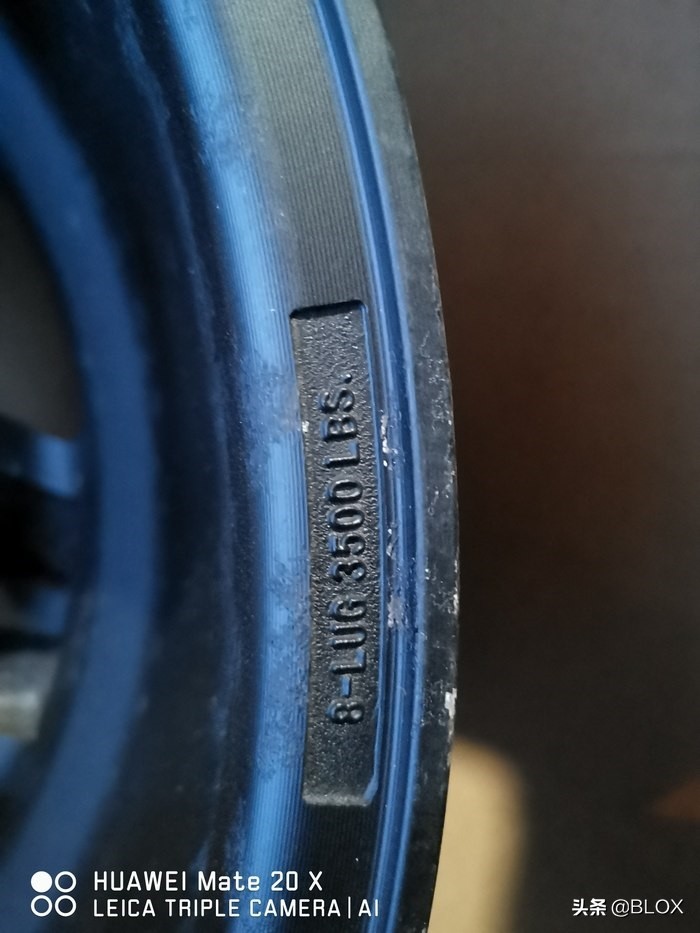 8-LUG 3500 LBS.
HUAWEI Mate 20 X
LEICA TRIPLE CAMERA | AI
头条 @BLOX